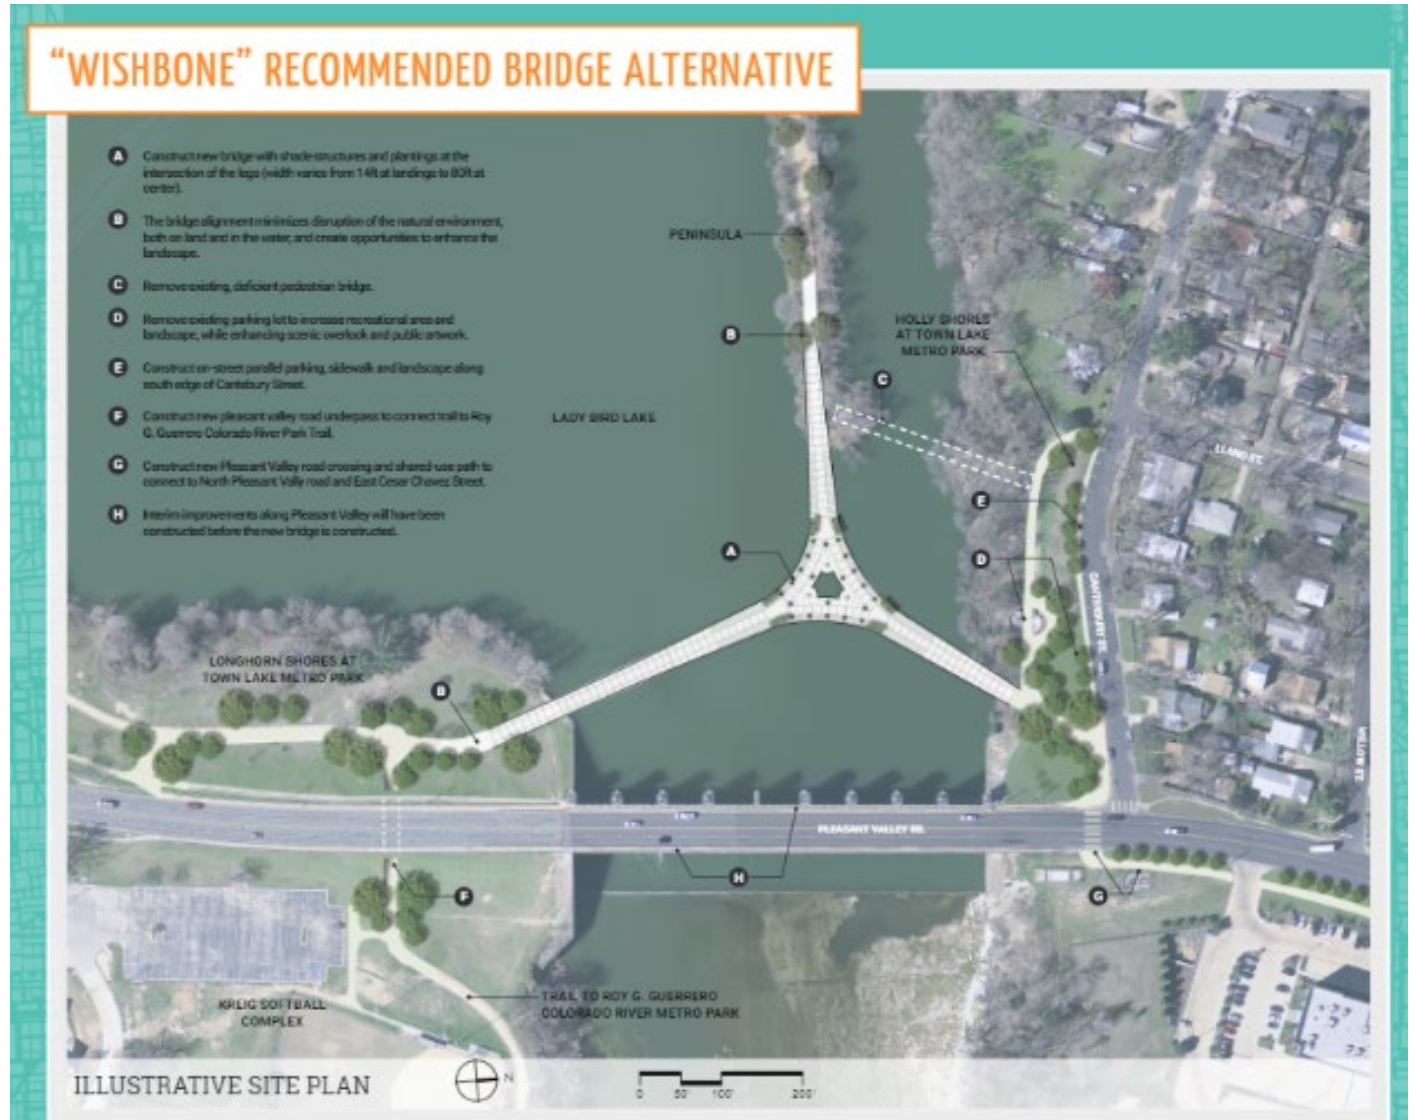 “WISHBONE” RECOMMENDED BRIDGE ALTERNATIVE
A Construct new bridge with shade structures and plantings at the
intersection of the legs (width varies from 14ft at landings to 80ft at
center).
B The bridge alignment minimizes disruption of the natural environment,
both on land and in the water, and create opportunities to enhance the
landscape.
C Remove existing, deficient pedestrian bridge.
D Remove existing parking lot to increase recreational area and
landscape, while enhancing scenic overlook and public artwork.
E Construct on-street parallel parking, sidewalk and landscape along
south edge of Cantebury Street.
F Construct new pleasant valley road underpass to connect trail to Roy
G. Guerrero Colorado River Park Trail.
G Construct new Pleasant Valley road crossing and shared-use path to
connect to North Pleasant Vally road and East Cesar Chavez Street.
H Interim improvements along Pleasant Valley will have been
constructed before the new bridge is constructed.
PENINSULA
B
HOLLY SHORES
AT TOWN LAKE
METRO PARK
C
LADY BIRD LAKE
LLANO ST.
E
A
D
CANTERBURY ST.
LONGHORN SHORES AT
TOWN LAKE METRO PARK
B
WILLOW ST.
PLEASANT VALLEY RD.
H
F
G
KREIG SOFTBALL
COMPLEX
TRAIL TO ROY G. GUERRERO
COLORADO RIVER METRO PARK
ILLUSTRATIVE SITE PLAN
N
0 50' 100' 200'